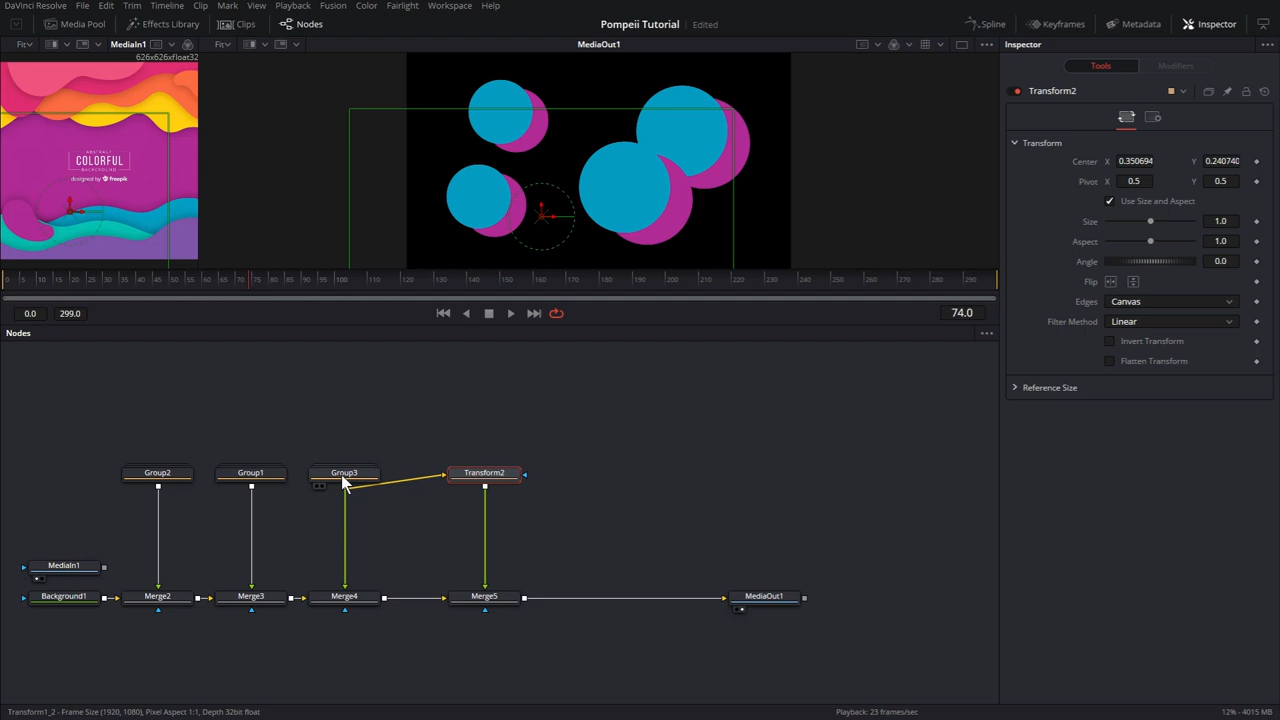 DaVinci Resolve File Edit Trim Timeline Clip Mark View Playback Fusion Color Fairlight Workspace Help
Media Pool Effects Library Clips Nodes Pompeii Tutorial Edited Spline Keyframes Metadata Inspector
Fit MediaIn1 Fit MediaOut1 Inspector
626x626xfloat32
Tools Modifiers
Transform2
Transform
Center X 0.350694 Y 0.240740
Pivot X 0.5 Y 0.5
Use Size and Aspect
Size 1.0
Aspect 1.0
Angle 0.0
Flip
Edges Canvas
Filter Method Linear
Invert Transform
Flatten Transform
Reference Size
ABSTRACT
COLORFUL
BACKGROUND
designed by freepik
0 5 10 15 20 25 30 35 40 45 50 55 60 65 70 75 80 85 90 95 100 110 120 130 140 150 160 170 180 190 200 210 220 230 240 250 260 270 280 290
0.0 299.0 74.0
Nodes
Group2 Group1 Group3 Transform2
MediaIn1
Background1 Merge2 Merge3 Merge4 Merge5 MediaOut1
Transform1_2 - Frame Size (1920, 1080), Pixel Aspect 1:1, Depth 32bit float Playback: 23 frames/sec 12% - 4015 MB